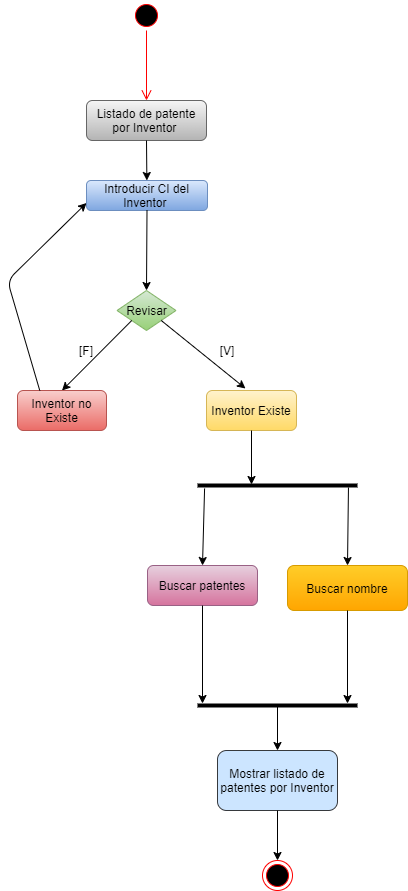 Listado de patente
por Inventor
Introducir CI del
Inventor
Revisar
[F]
[V]
Inventor no
Existe
Inventor Existe
Buscar patentes
Buscar nombre
Mostrar listado de
patentes por Inventor